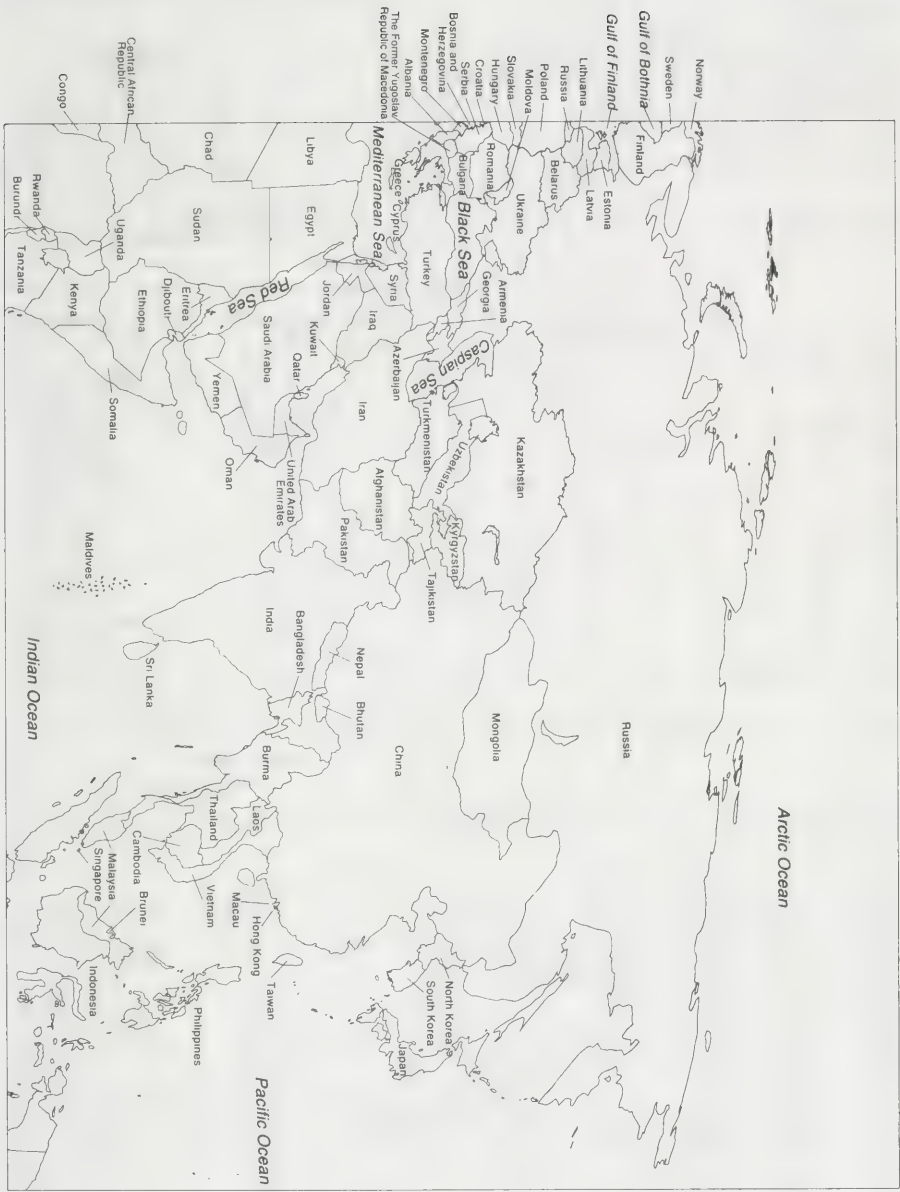 Arctic Ocean
Norway
Sweden
Gulf of Bothnia
Gulf of Finland
Lithuania
Russia
Poland
Moldova
Slovakia
Hungary
Croatia
Serbia
Bosnia and
Herzegovina
Montenegro
Albania
The Former Yugoslav
Republic of Macedonia
Finland
Estonia
Latvia
Belarus
Ukraine
Romania
Bulgaria
Black Sea
Greece
Cyprus
Mediterranean Sea
Turkey
Georgia
Armenia
Azerbaijan
Caspian
Sea
Russia
Kazakhstan
Uzbekistan
Turkmenistan
Kyrgyzstan
Tajikistan
Mongolia
China
North Korea
South Korea
Japan
Syria
Iraq
Jordan
Kuwait
Iran
Afghanistan
Pakistan
Qatar
Saudi Arabia
United Arab
Emirates
Oman
Yemen
Red Sea
Nepal
Bhutan
Bangladesh
India
Burma
Laos
Thailand
Vietnam
Cambodia
Macau
Hong Kong
Taiwan
Philippines
Pacific Ocean
Libya
Egypt
Chad
Sudan
Eritrea
Djibouti
Ethiopia
Somalia
Central African
Republic
Congo
Uganda
Kenya
Rwanda
Burundi
Tanzania
Maldives
Sri Lanka
Indian Ocean
Malaysia
Singapore
Brunei
Indonesia